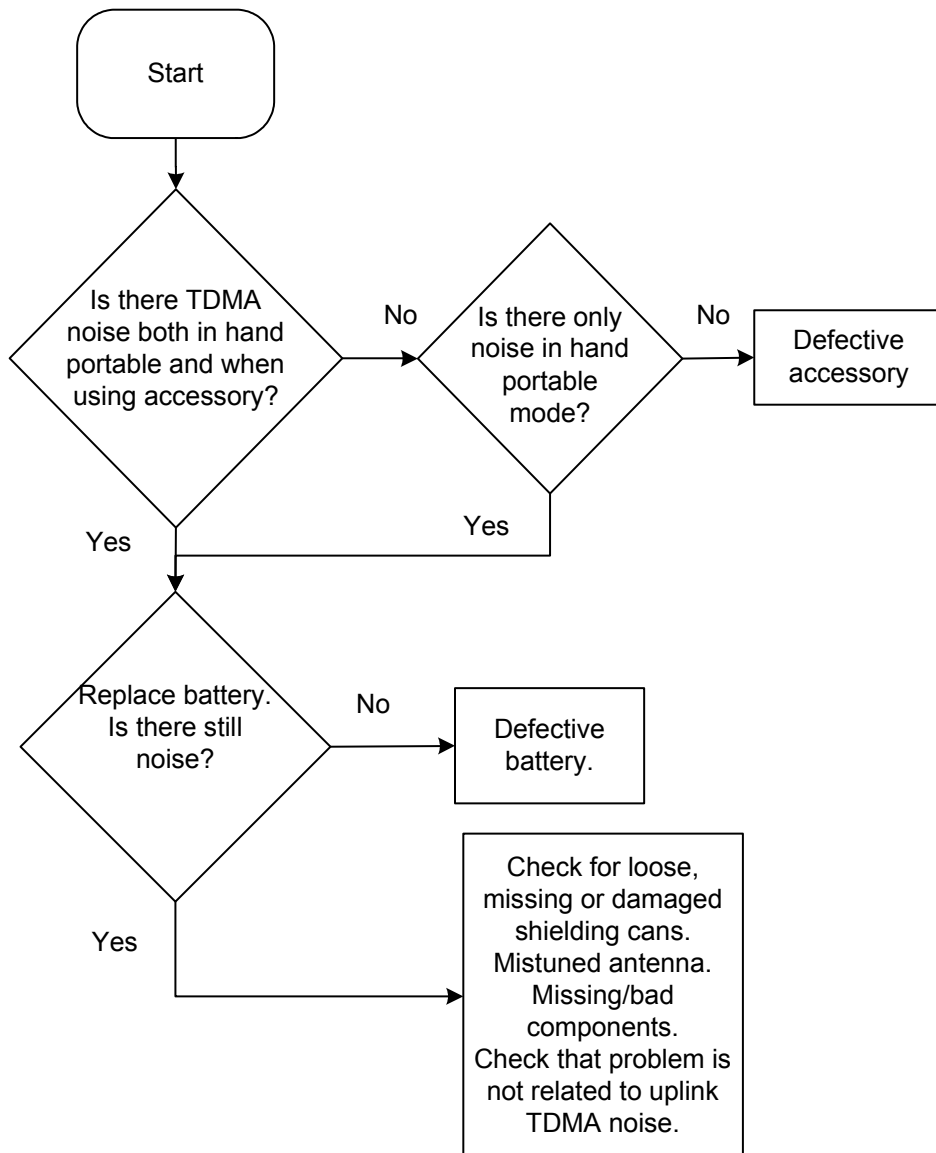 Start
Is there TDMA
noise both in hand
portable and when
using accessory?
No
Is there only
noise in hand
portable
mode?
No
Defective
accessory
Yes
Yes
Replace battery.
Is there still
noise?
No
Defective
battery.
Yes
Check for loose,
missing or damaged
shielding cans.
Mistuned antenna.
Missing/bad
components.
Check that problem is
not related to uplink
TDMA noise.